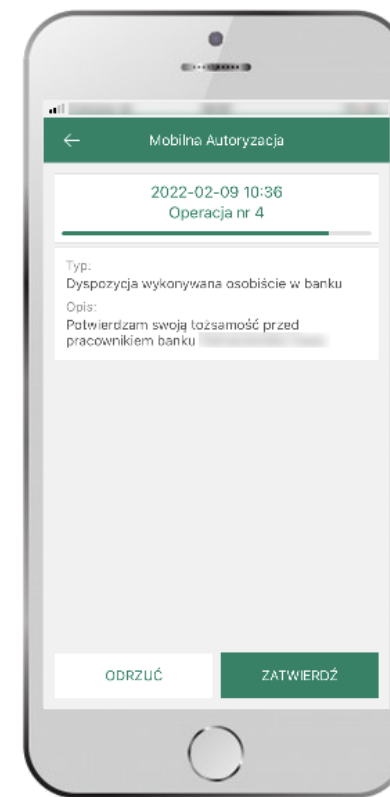 Mobilna Autoryzacja
2022-02-09 10:36
Operacja nr 4
Typ:
Dyspozycja wykonywana osobiście w banku
Opis:
Potwierdzam swoją tożsamość przed
pracownikiem banku
ODRZUĆ
ZATWIERDŹ